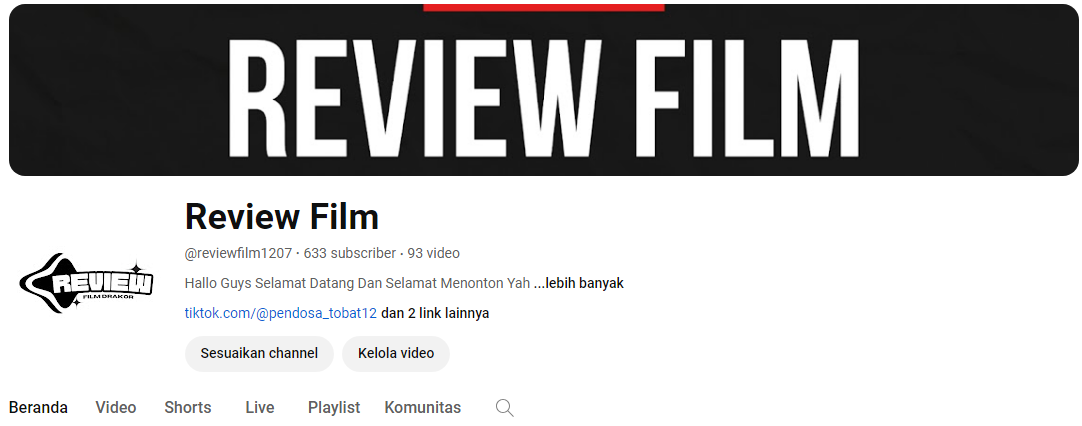 REVIEW FILM
Review Film
@reviewfilm1207 · 633 subscriber · 93 video
REVIEW
FILM DRAKOR
Hallo Guys Selamat Datang Dan Selamat Menonton Yah ...lebih banyak
tiktok.com/@pendosa_tobat12 dan 2 link lainnya
Sesuaikan channel Kelola video
Beranda Video Shorts Live Playlist Komunitas